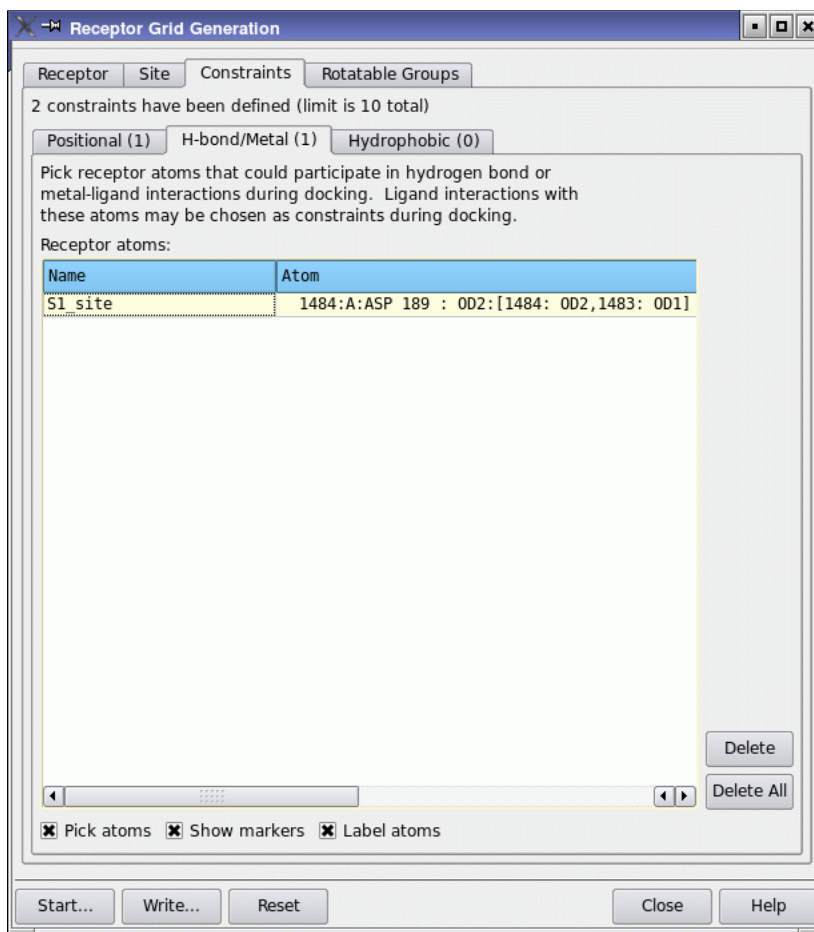 Receptor Grid Generation
Receptor Site Constraints Rotatable Groups
2 constraints have been defined (limit is 10 total)
Positional (1) H-bond/Metal (1) Hydrophobic (0)
Pick receptor atoms that could participate in hydrogen bond or
metal-ligand interactions during docking. Ligand interactions with
these atoms may be chosen as constraints during docking.
Receptor atoms:
Name Atom
S1_site 1484:A:ASP 189 : OD2:[1484: OD2,1483: OD1]
Delete
Delete All
Pick atoms Show markers Label atoms
Start... Write... Reset Close Help